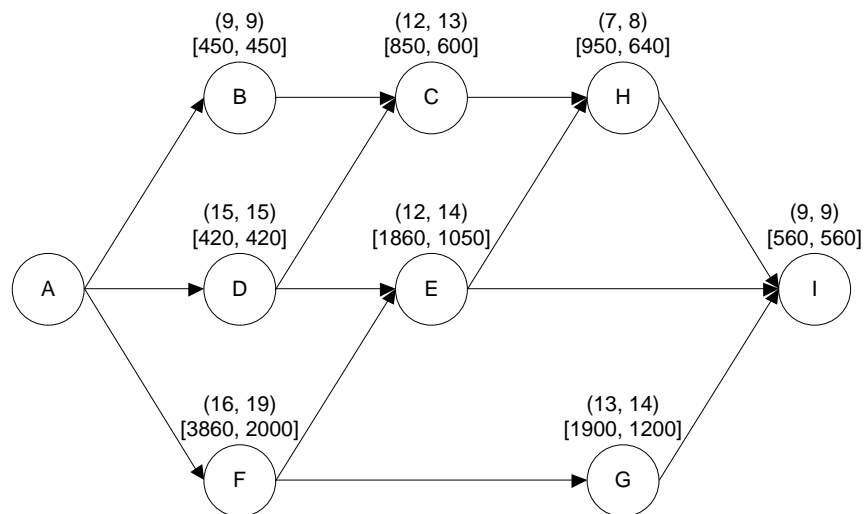 (9, 9)
[450, 450]
B
(12, 13)
[850, 600]
C
(7, 8)
[950, 640]
H
A
(15, 15)
[420, 420]
D
(12, 14)
[1860, 1050]
E
(9, 9)
[560, 560]
I
(16, 19)
[3860, 2000]
F
(13, 14)
[1900, 1200]
G